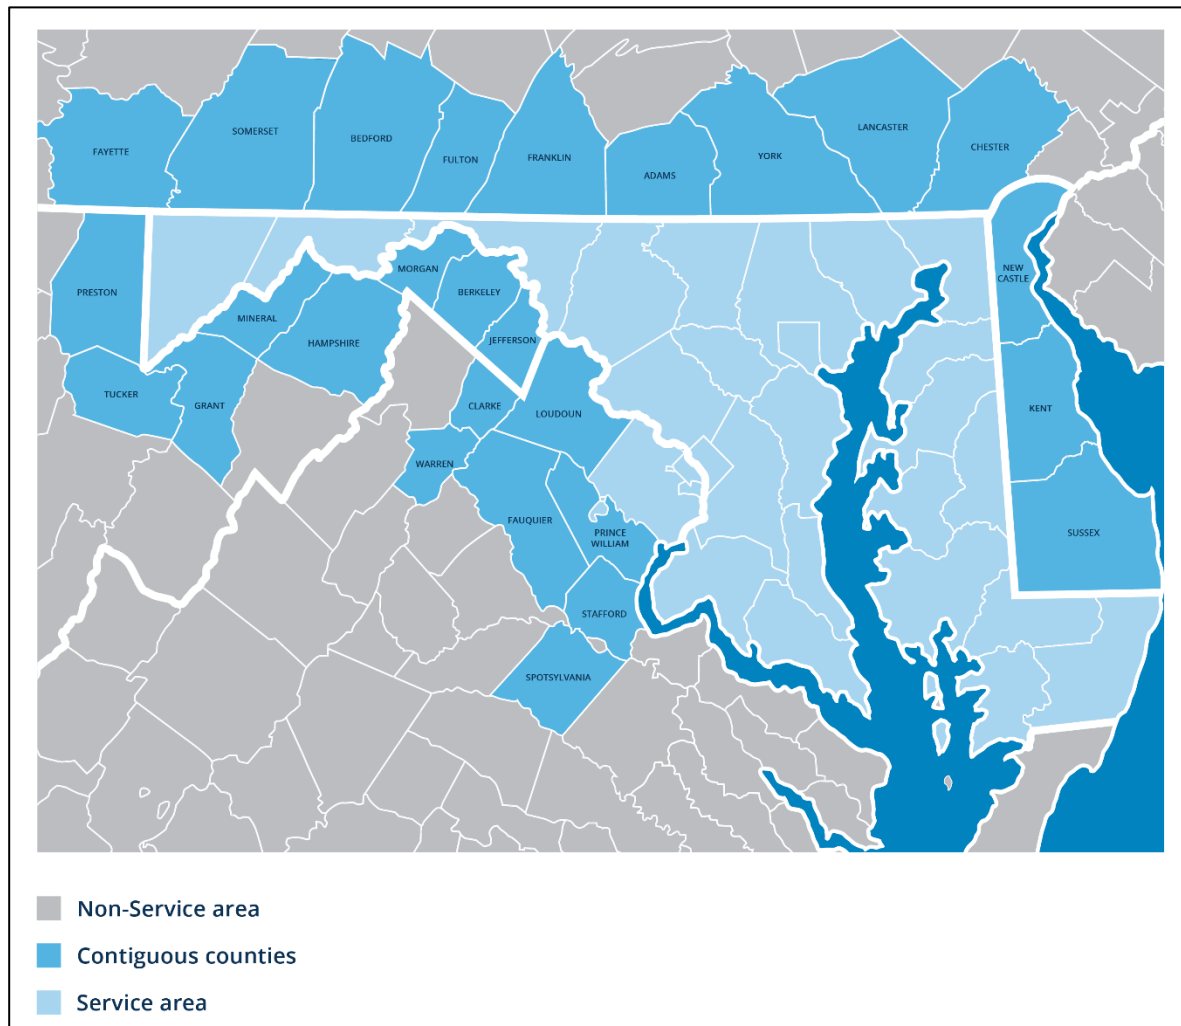 LANCASTER
SOMERSET
BEDFORD
CHESTER
FAYETTE
FULTON
FRANKLIN
YORK
ADAMS
MORGAN
NEW
CASTLE
PRESTON
BERKELEY
MINERAL
HAMPSHIRE
JEFFERSON
TUCKER
GRANT
CLARKE
LOUDOUN
KENT
WARREN
FAUQUIER
PRINCE
WILLIAM
SUSSEX
STAFFORD
SPOTSYLVANIA
Non-Service area
Contiguous counties
Service area